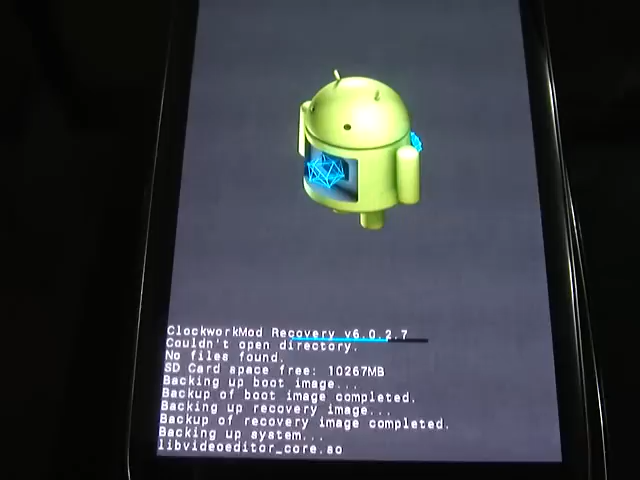 ClockworkMod Recovery v6.0.2.7
Couldn't open directory.
No files found.
SD Card space free: 10267MB
Backing up boot image...
Backup of boot image completed.
Backing up recovery image...
Backup of recovery image completed.
Backing up system...
libvideoeditor_core.so